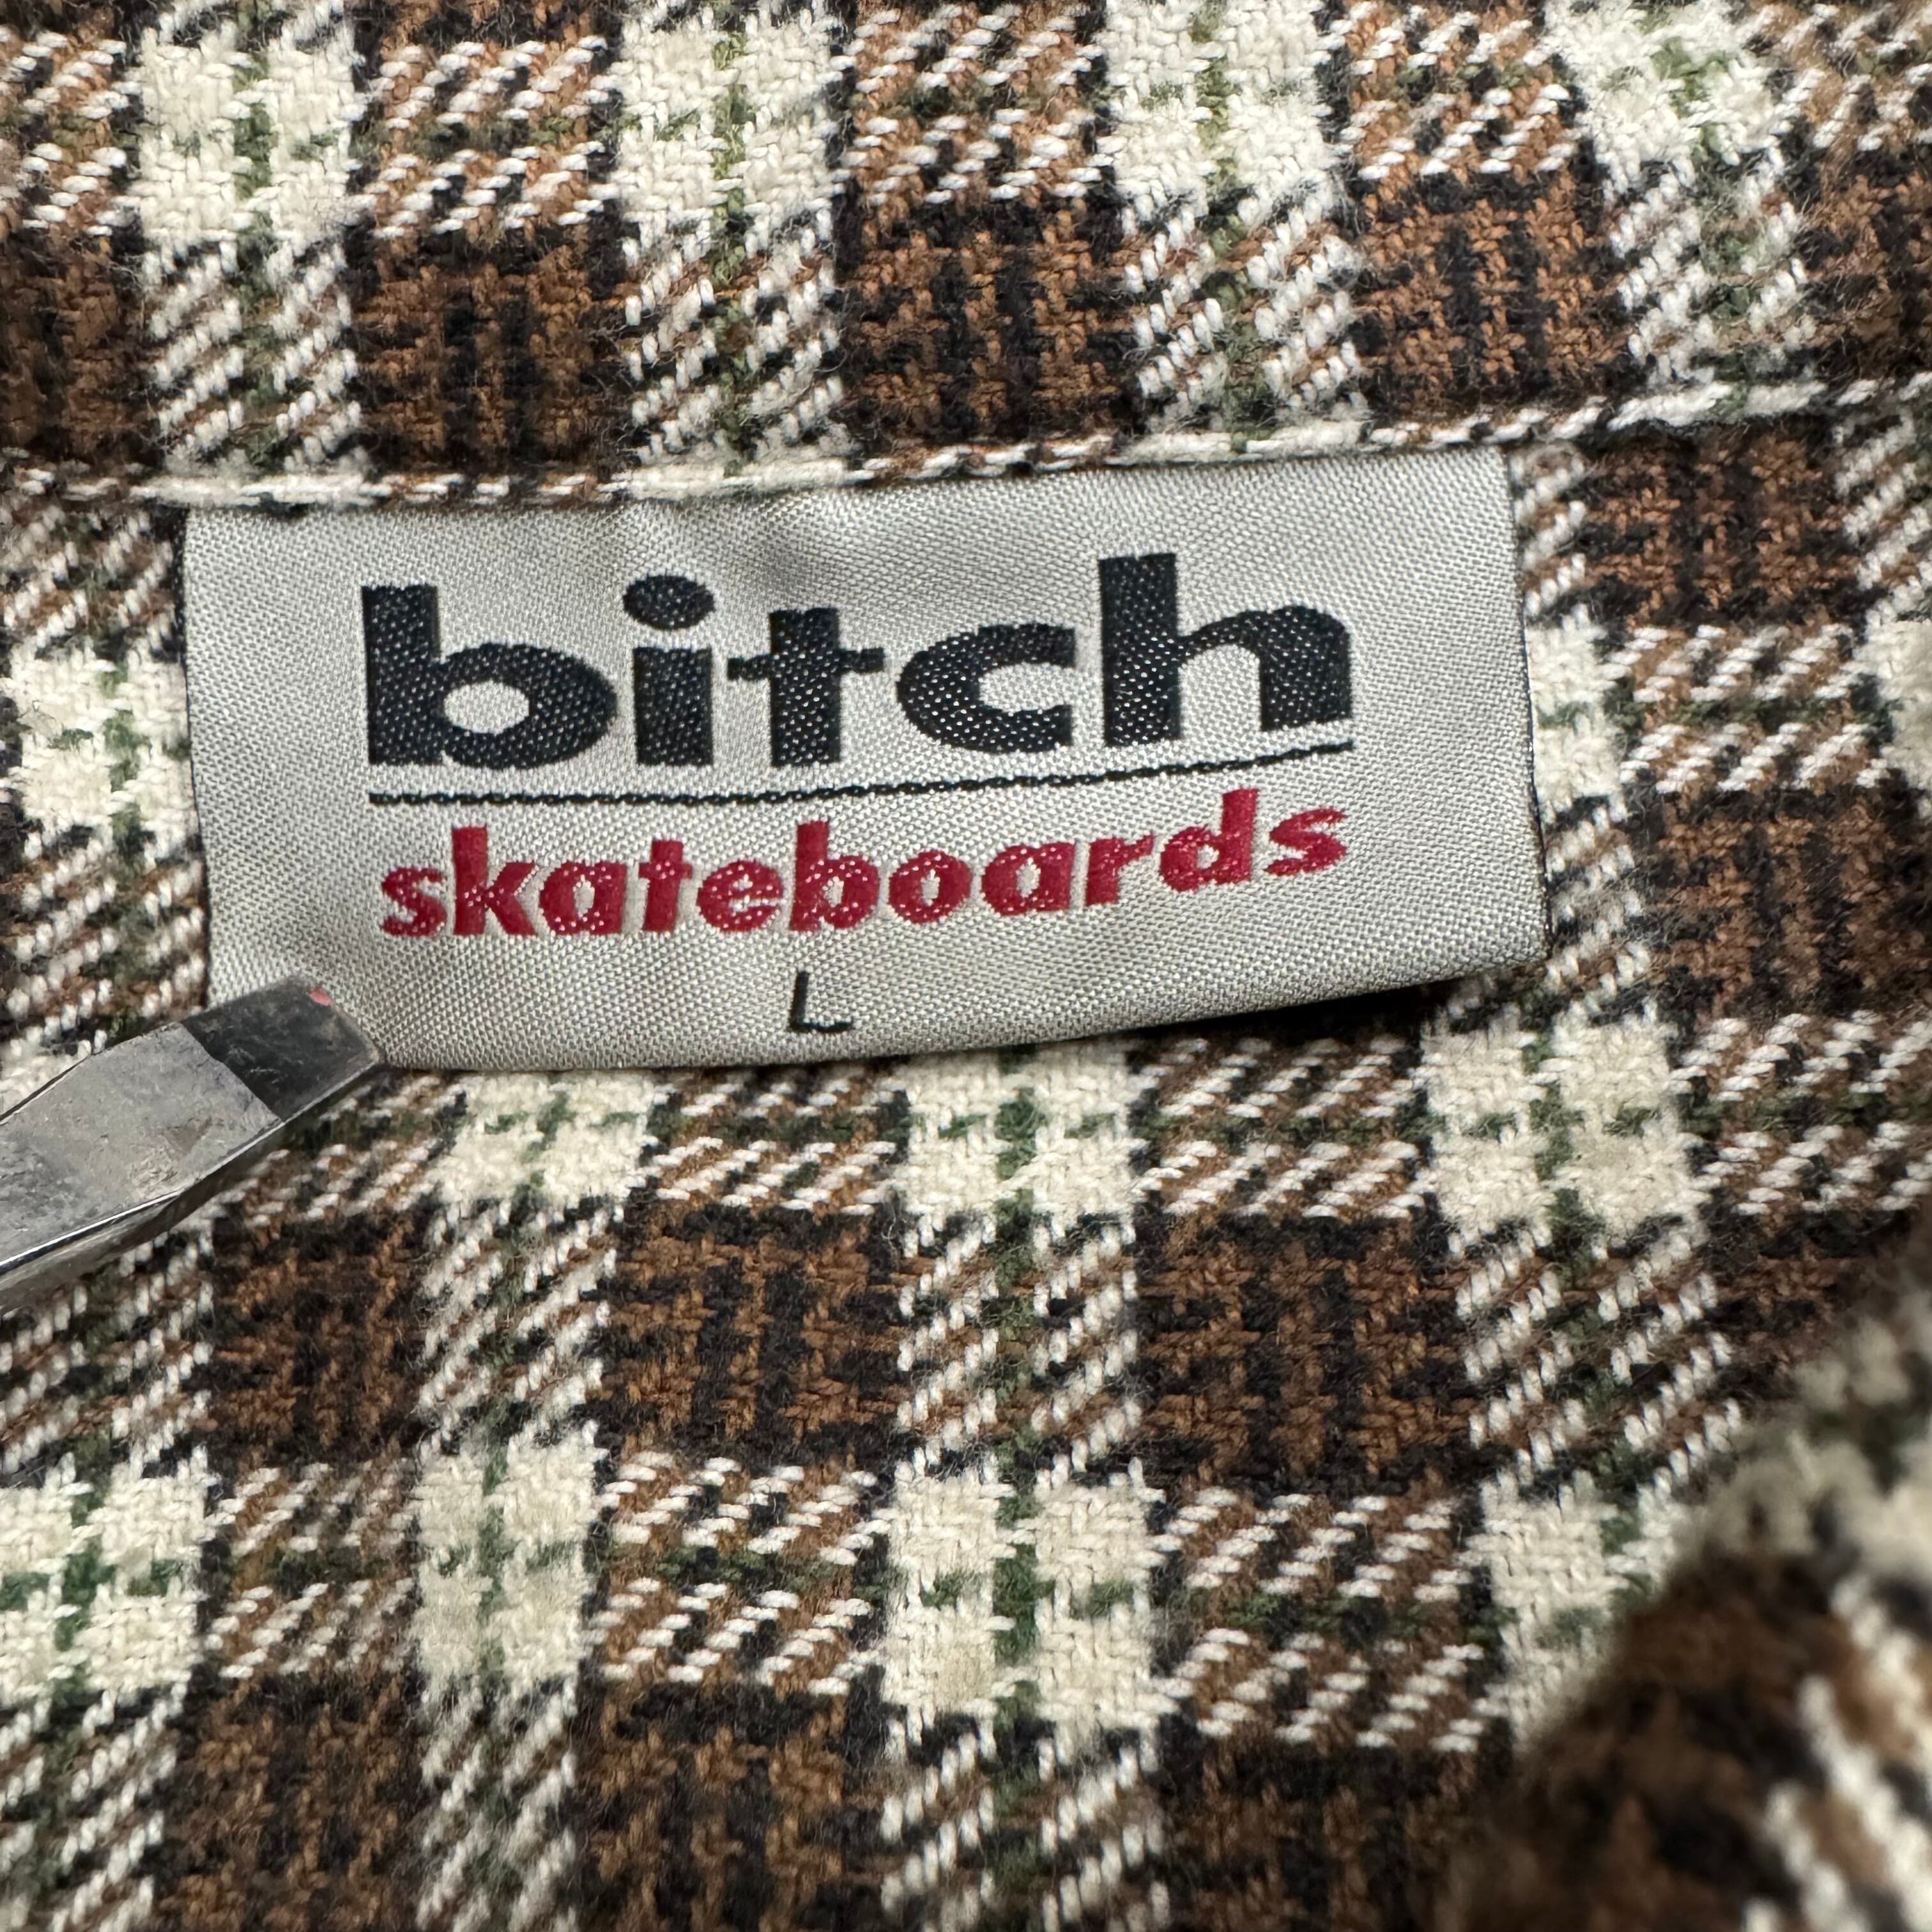 bitch
skateboards
L